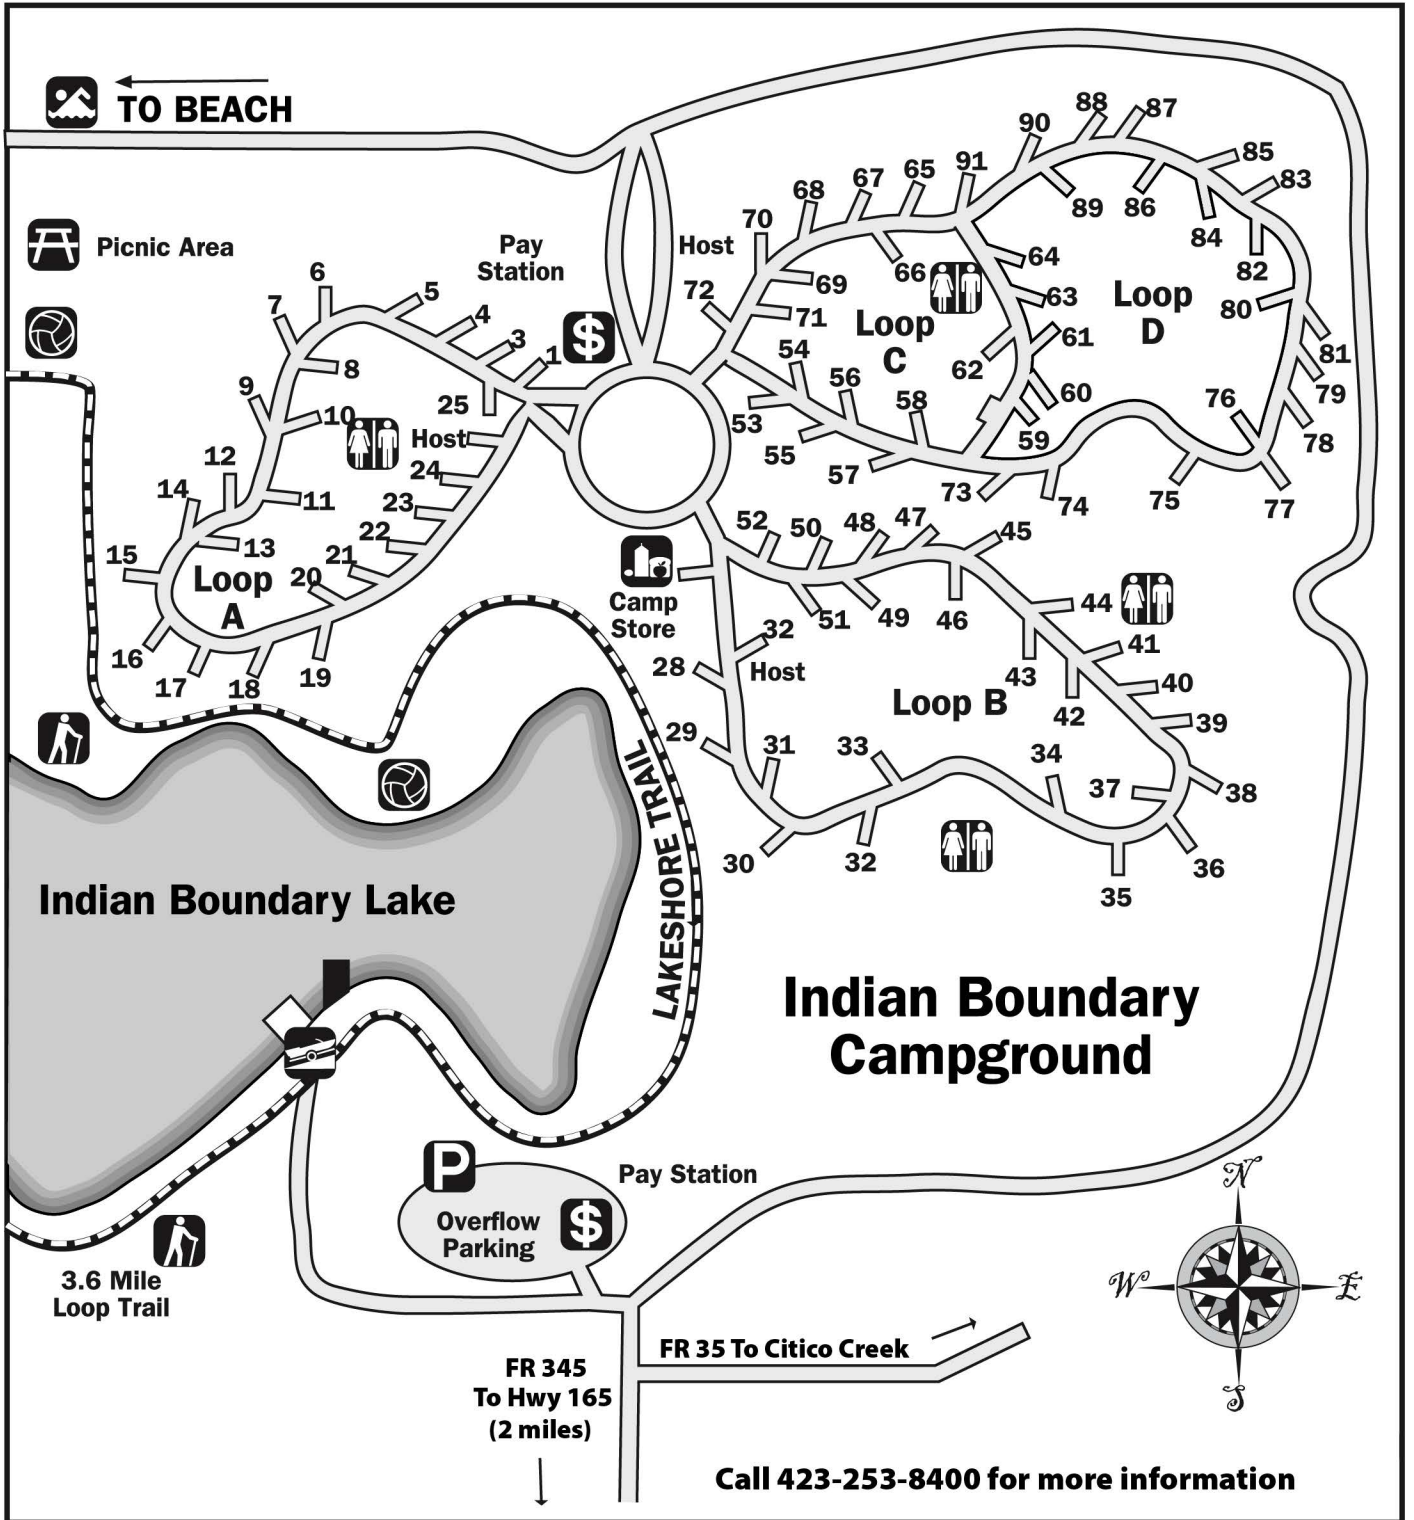 TO BEACH
Picnic Area
Pay
Station
$
Host
6
5
7
4
3
1
8
9
10
25
Host
12
24
14
11
23
13
22
15
21
20
Loop
A
16
17
18
19
88
87
90
85
91
65
67
83
68
89
86
70
84
66
64
82
72
69
63
80
71
Loop
C
Loop
D
61
62
81
54
56
60
79
53
58
59
76
78
55
57
73
74
75
77
52
50
48
47
45
Camp
Store
51
49
46
44
32
Host
28
43
41
40
42
39
Loop B
29
31
33
34
37
38
30
32
36
35
LAKESHORE TRAIL
Indian Boundary Lake
Indian Boundary
Campground
P
Pay Station
Overflow
Parking
$
3.6 Mile
Loop Trail
N
W
E
S
FR 35 To Citico Creek
FR 345
To Hwy 165
(2 miles)
Call 423-253-8400 for more information